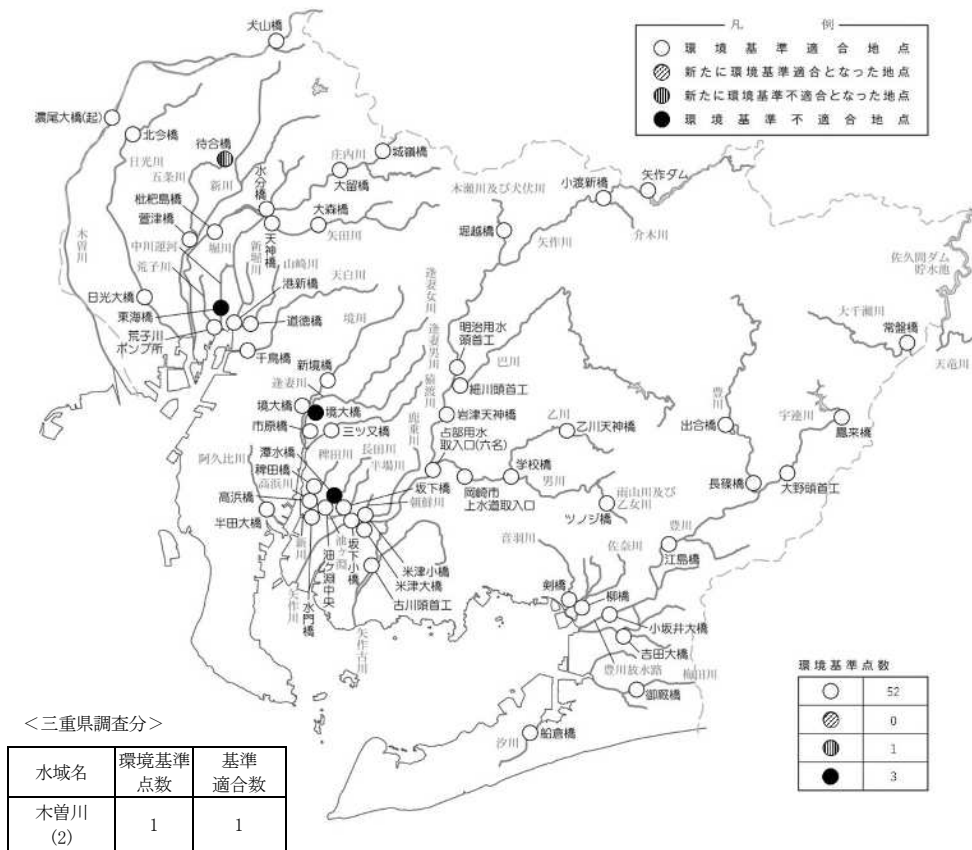 犬山橋
凡例
環境基準適合地点
新たに環境基準適合となった地点
新たに環境基準不適合となった地点
環境基準不適合地点
濃尾大橋(起)
北今橋
待合橋
日光川
五条川
新川
枇杷島橋
萱津橋
中川運河
荒子川
堀川
新堀川
水分橋
天神橋
庄内川
城嶺橋
大留橋
大森橋
矢田川
山崎川
天白川
木曽川
日光大橋
東海橋
荒子川
ポンプ所
港新橋
道徳橋
千鳥橋
木瀬川及び犬伏川
堀越橋
小渡新橋
矢作ダム
矢作川
介木川
佐久間ダム
貯水池
大千瀬川
常盤橋
天竜川
境川
逢妻女川
逢妻男川
猿渡川
鹿乗川
新境橋
逢妻川
境大橋
境大橋
市原橋
三ツ又橋
明治用水
頭首工
巴川
細川頭首工
岩津天神橋
占部用水
取入口(六名)
乙川
乙川天神橋
学校橋
男川
岡崎市
上水道取入口
雨山川及び
乙女川
ツノジ橋
豊川
出合橋
宇連川
鳳来橋
長篠橋
大野頭首工
豊川
江島橋
阿久比川
潭水橋
稗田川
長田川
半場川
稗田橋
高浜川
高浜橋
半田大橋
坂下橋
領解川
新川
油ケ淵中央
油ケ淵
坂下小橋
米津小橋
米津大橋
古川頭首工
矢作川
水門橋
矢作古川
音羽川
佐奈川
剣橋
柳橋
小坂井大橋
吉田大橋
豊川放水路
梅田川
御厩橋
船倉橋
汐川
環境基準点数
52
0
1
3
＜三重県調査分＞
水域名 環境基準点数 基準適合数
木曽川(2) 1 1